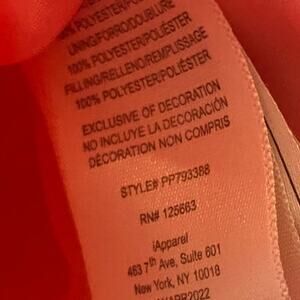 100% POLYESTER/POLIÉSTER
LINING/FORRO/DOUBLURE
100% POLYESTER/POLIÉSTER
FILLING/RELLENO/REMPLISSAGE
100% POLYESTER/POLIÉSTER
EXCLUSIVE OF DECORATION
NO INCLUYE LA DECORACIÓN
DÉCORATION NON COMPRIS
STYLE# PP793388
RN# 125663
iApparel
463 7th Ave, Suite 601
New York, NY 10018